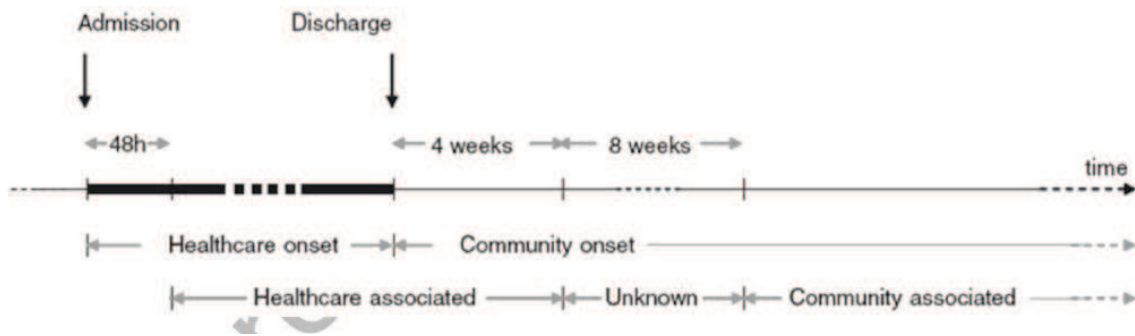 Admission Discharge
48h 4 weeks 8 weeks
time
Healthcare onset Community onset
Healthcare associated Unknown Community associated